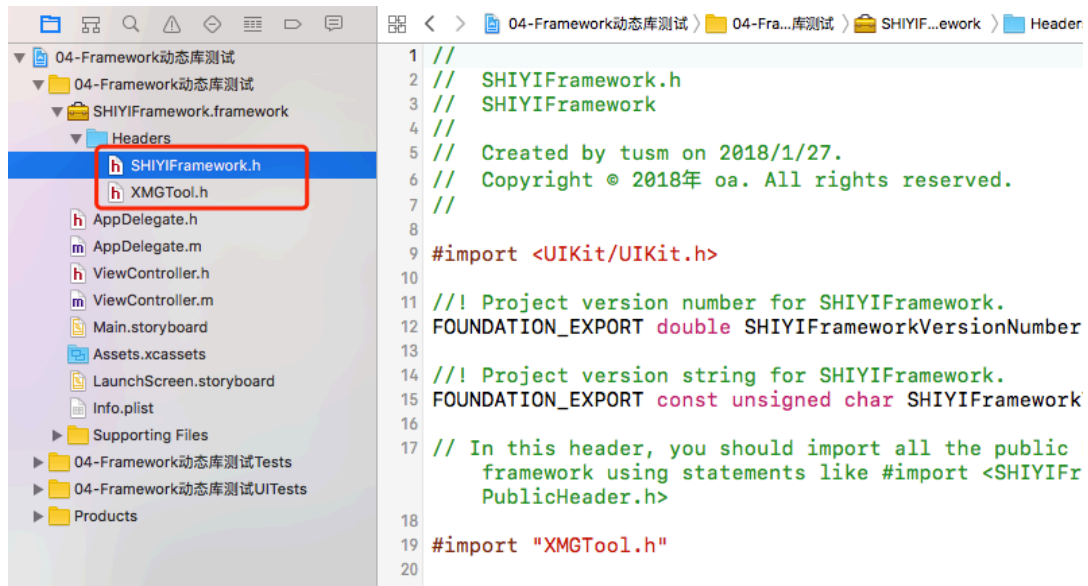 04-Framework动态库测试
04-Framework动态库测试
SHIYIFramework.framework
Headers
SHIYIFramework.h
XMGTool.h
AppDelegate.h
AppDelegate.m
ViewController.h
ViewController.m
Main.storyboard
Assets.xcassets
LaunchScreen.storyboard
Info.plist
Supporting Files
04-Framework动态库测试Tests
04-Framework动态库测试UITests
Products
04-Framework动态库测试 〉 04-Fra...库测试 〉 SHIYIF...ework 〉 Header
1 //
2 //  SHIYIFramework.h
3 //  SHIYIFramework
4 //
5 //  Created by tusm on 2018/1/27.
6 //  Copyright © 2018年 oa. All rights reserved.
7 //
8
9 #import <UIKit/UIKit.h>
10
11 //! Project version number for SHIYIFramework.
12 FOUNDATION_EXPORT double SHIYIFrameworkVersionNumber
13
14 //! Project version string for SHIYIFramework.
15 FOUNDATION_EXPORT const unsigned char SHIYIFramework
16
17 // In this header, you should import all the public
framework using statements like #import <SHIYIFr
PublicHeader.h>
18
19 #import "XMGTool.h"
20